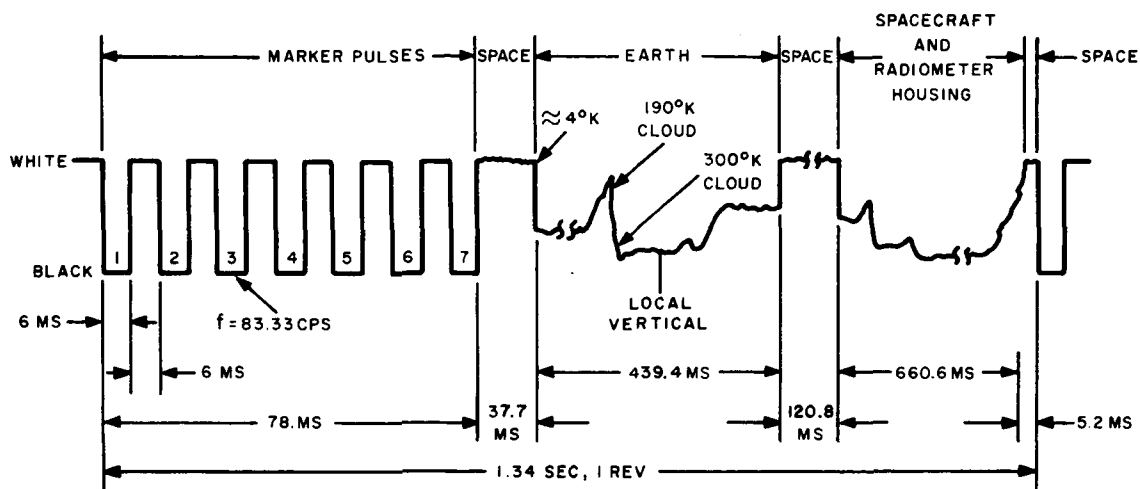 SPACECRAFT
AND
RADIOMETER
HOUSING
MARKER PULSES
SPACE
EARTH
SPACE
SPACE
≈ 4°K
190°K
CLOUD
300°K
CLOUD
WHITE
BLACK
1
2
3
4
5
6
7
f = 83.33 CPS
LOCAL
VERTICAL
6 MS
6 MS
439.4 MS
660.6 MS
78. MS
37.7
MS
120.8
MS
5.2 MS
1.34 SEC, 1 REV